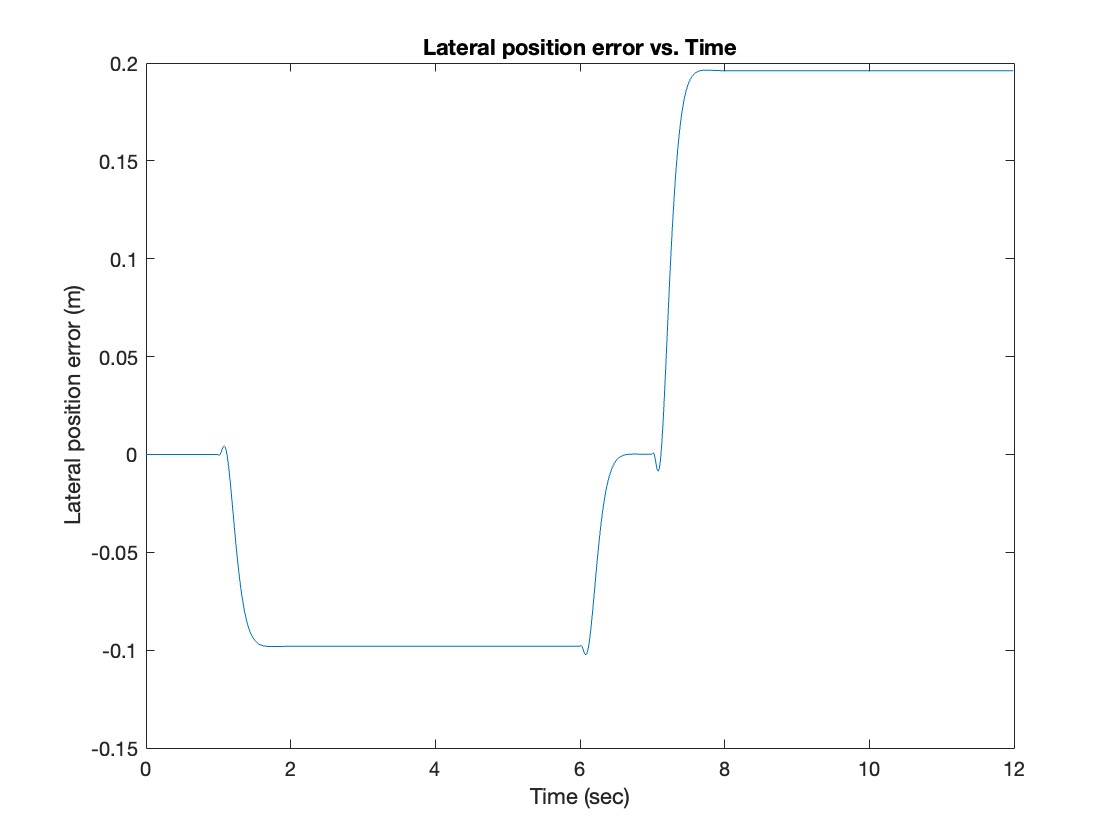 Lateral position error vs. Time
0.2
0.15
0.1
0.05
0
-0.05
-0.1
-0.15
Lateral position error (m)
0 2 4 6 8 10 12
Time (sec)